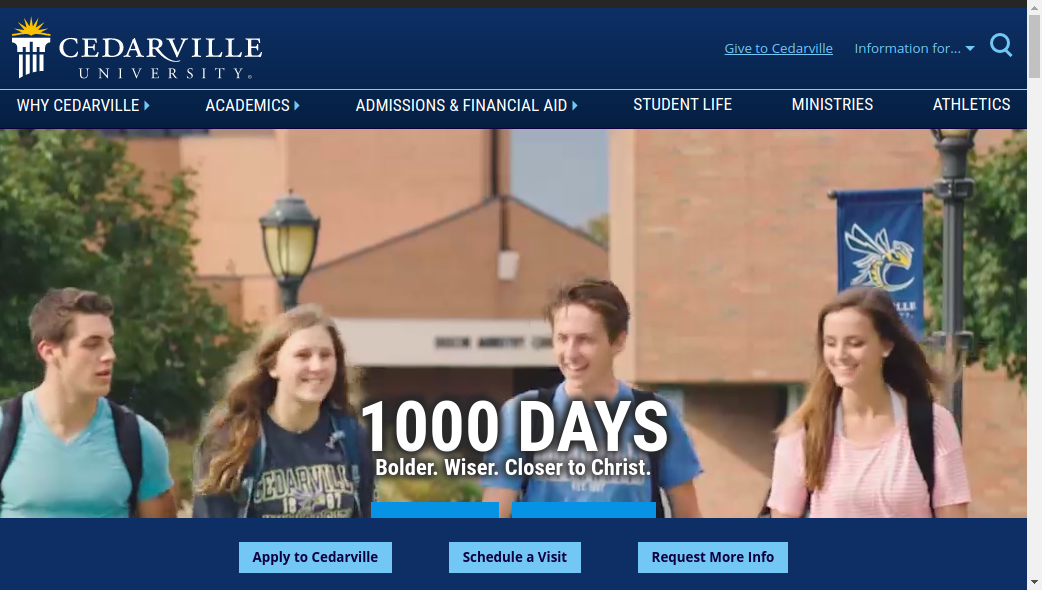 CEDARVILLE
UNIVERSITY®
Give to Cedarville
Information for...
WHY CEDARVILLE
ACADEMICS
ADMISSIONS & FINANCIAL AID
STUDENT LIFE
MINISTRIES
ATHLETICS
1000 DAYS
Bolder. Wiser. Closer to Christ.
Apply to Cedarville
Schedule a Visit
Request More Info